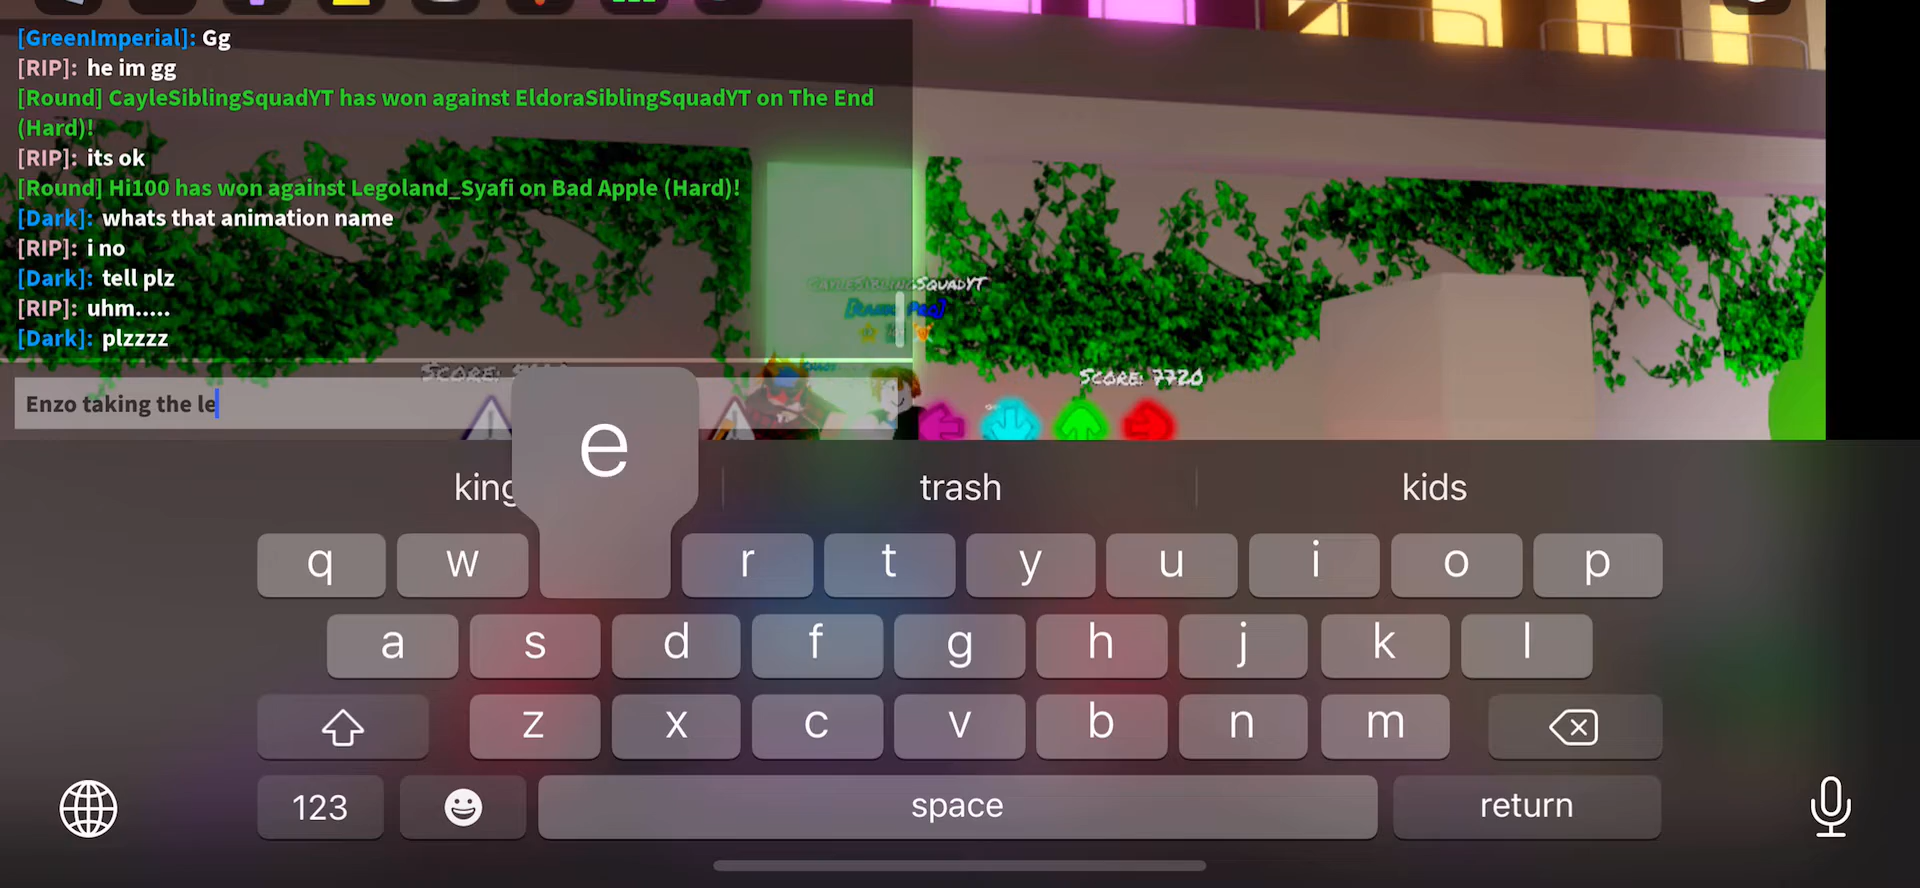 [GreenImperial]: Gg
[RIP]: he im gg
[Round] CayleSiblingSquadYT has won against EldoraSiblingSquadYT on The End
(Hard)!
[RIP]: its ok
[Round] Hi100 has won against Legoland_Syafi on Bad Apple (Hard)!
[Dark]: whats that animation name
[RIP]: i no
[Dark]: tell plz
CAYLESIBLINGSQUADYT
[RIP]: uhm.....
[Dark]: plzzzz
SCORE:
SCORE: 7720
Enzo taking the le
e
king trash kids
q w r t y u i o p
a s d f g h j k l
z x c v b n m
123 space return